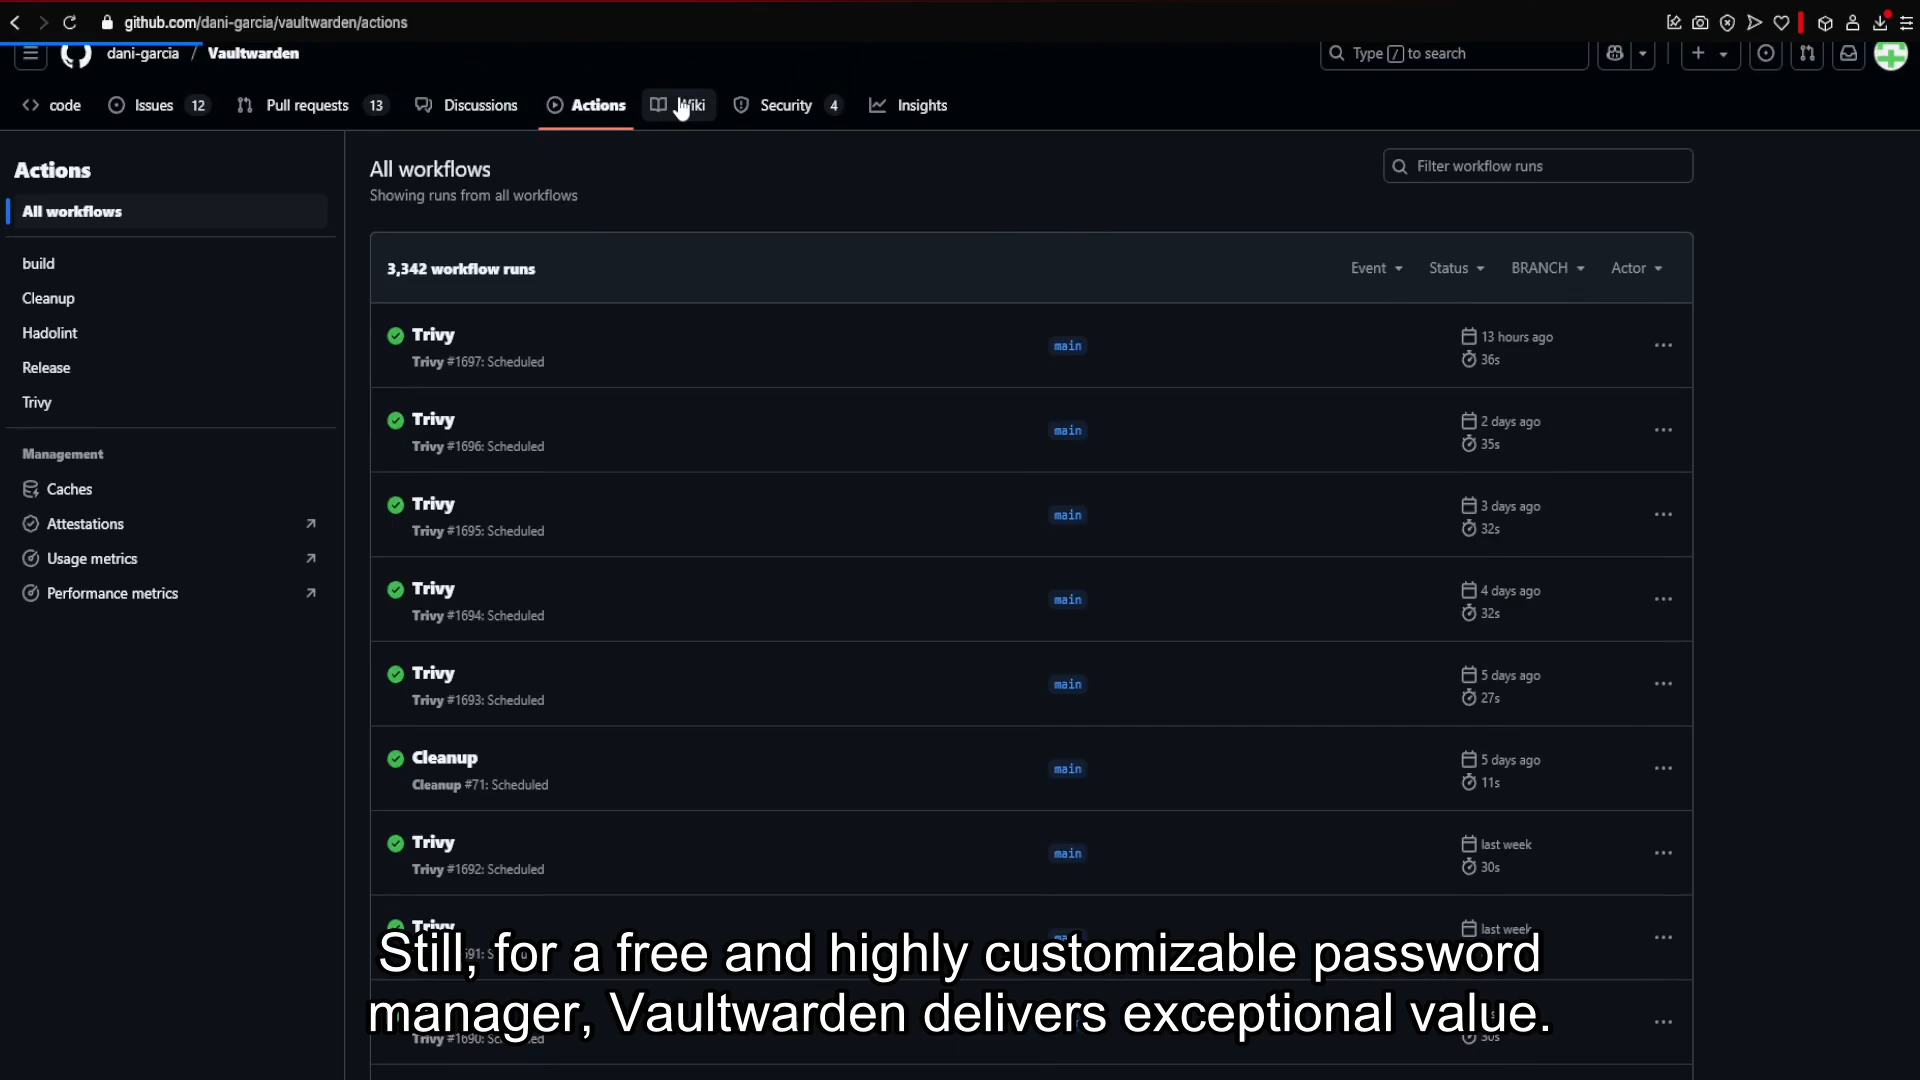 github.com/dani-garcia/vaultwarden/actions
dani-garcia / Vaultwarden
Type / to search
code
Issues 12
Pull requests 13
Discussions
Actions
Wiki
Security 4
Insights
Actions
All workflows
build
Cleanup
Hadolint
Release
Trivy
Management
Caches
Attestations
Usage metrics
Performance metrics
All workflows
Showing runs from all workflows
Filter workflow runs
3,342 workflow runs
Event
Status
BRANCH
Actor
Trivy
Trivy #1697: Scheduled
main
13 hours ago
36s
Trivy
Trivy #1696: Scheduled
main
2 days ago
35s
Trivy
Trivy #1695: Scheduled
main
3 days ago
32s
Trivy
Trivy #1694: Scheduled
main
4 days ago
32s
Trivy
Trivy #1693: Scheduled
main
5 days ago
27s
Cleanup
Cleanup #71: Scheduled
main
5 days ago
11s
Trivy
Trivy #1692: Scheduled
main
last week
30s
Trivy
last week
Trivy #1690:
Still, for a free and highly customizable password
manager, Vaultwarden delivers exceptional value.